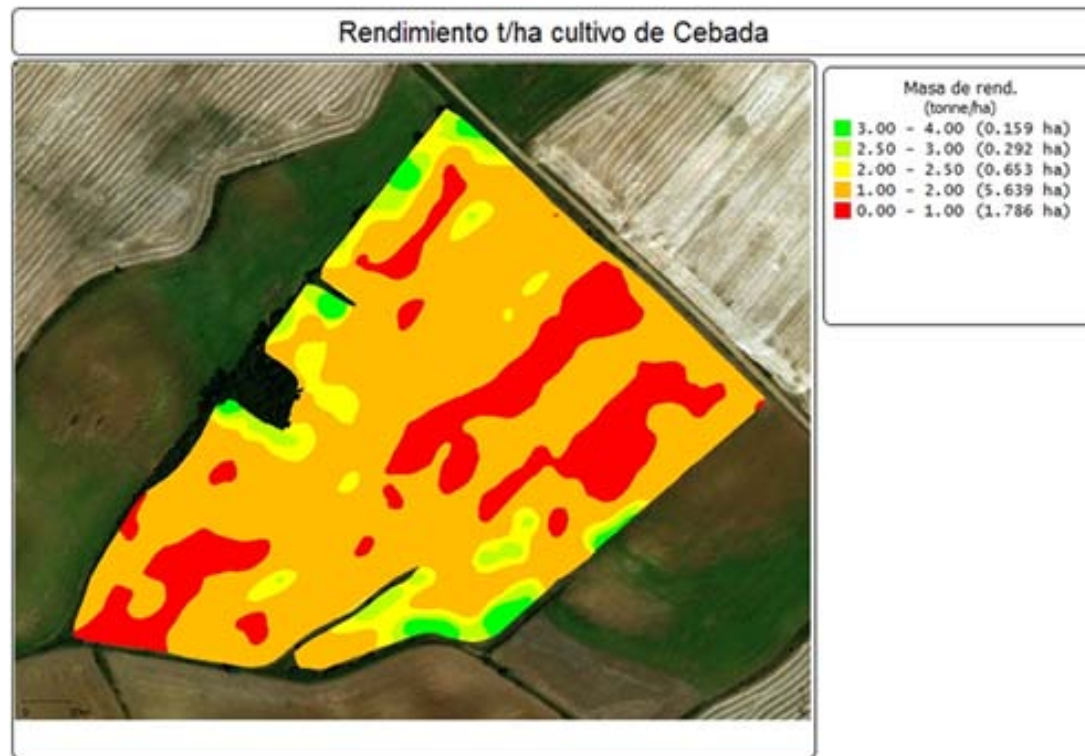 Rendimiento t/ha cultivo de Cebada
Masa de rend.
(tonne/ha)
3.00 - 4.00 (0.159 ha)
2.50 - 3.00 (0.292 ha)
2.00 - 2.50 (0.653 ha)
1.00 - 2.00 (5.639 ha)
0.00 - 1.00 (1.786 ha)